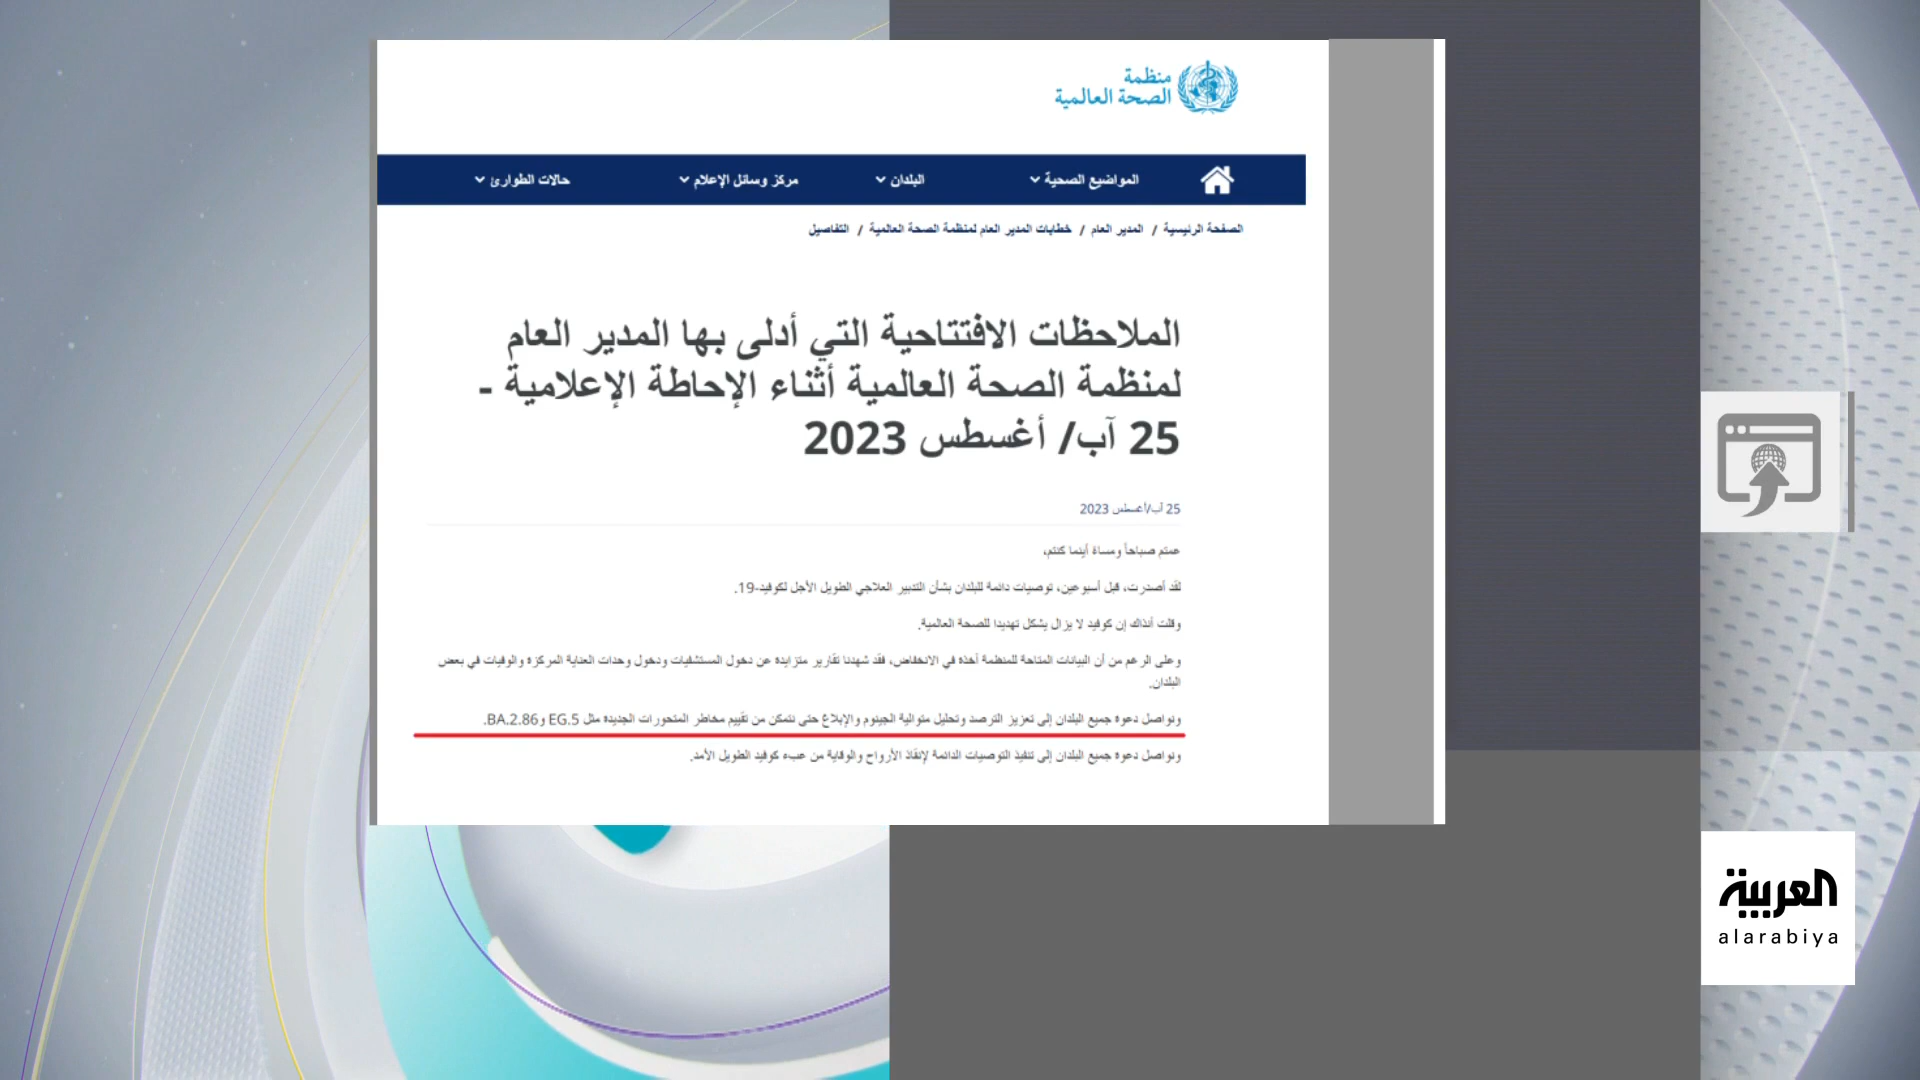 منظمة
الصحة العالمية
المواضيع الصحية
البلدان
مركز وسائل الإعلام
حالات الطوارئ
الصفحة الرئيسية / المدير العام / خطابات المدير العام لمنظمة الصحة العالمية / التفاصيل
الملاحظات الافتتاحية التي أدلى بها المدير العام
لمنظمة الصحة العالمية أثناء الإحاطة الإعلامية -
25 آب/ أغسطس 2023
25 آب/أغسطس 2023
عمتم صباحاً ومساءً أينما كنتم،
لقد أصدرت، قبل أسبوعين، توصيات دائمة للبلدان بشأن التدبير العلاجي الطويل الأجل لكوفيد-19.
وقلت آنذاك إن كوفيد لا يزال يشكل تهديدا للصحة العالمية.
وعلى الرغم من أن البيانات المتاحة للمنظمة آخذة في الانخفاض، فقد شهدنا تقارير متزايدة عن دخول المستشفيات ودخول وحدات العناية المركزة والوفيات في بعض
البلدان.
ونواصل دعوة جميع البلدان إلى تعزيز الترصد وتحليل متوالية الجينوم والإبلاغ حتى نتمكن من تقييم مخاطر المتحورات الجديدة مثل EG.5 وBA.2.86.
ونواصل دعوة جميع البلدان إلى تنفيذ التوصيات الدائمة لإنقاذ الأرواح والوقاية من عبء كوفيد الطويل الأمد.
العربية
alarabiya